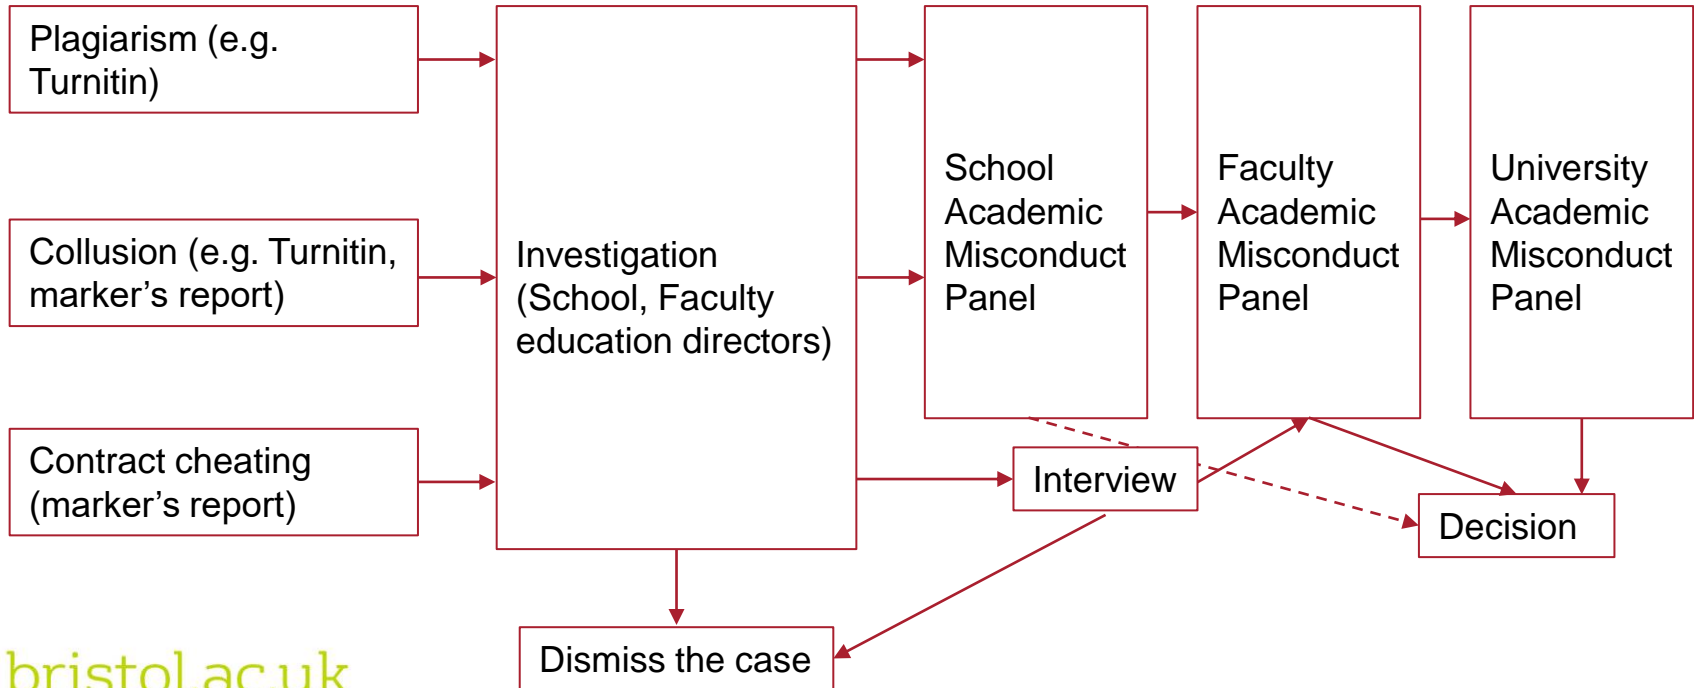 Plagiarism (e.g.
Turnitin)
Collusion (e.g. Turnitin,
marker’s report)
Contract cheating
(marker’s report)
Investigation
(School, Faculty
education directors)
School
Academic
Misconduct
Panel
Faculty
Academic
Misconduct
Panel
University
Academic
Misconduct
Panel
Interview
Decision
Dismiss the case
bristol.ac.uk